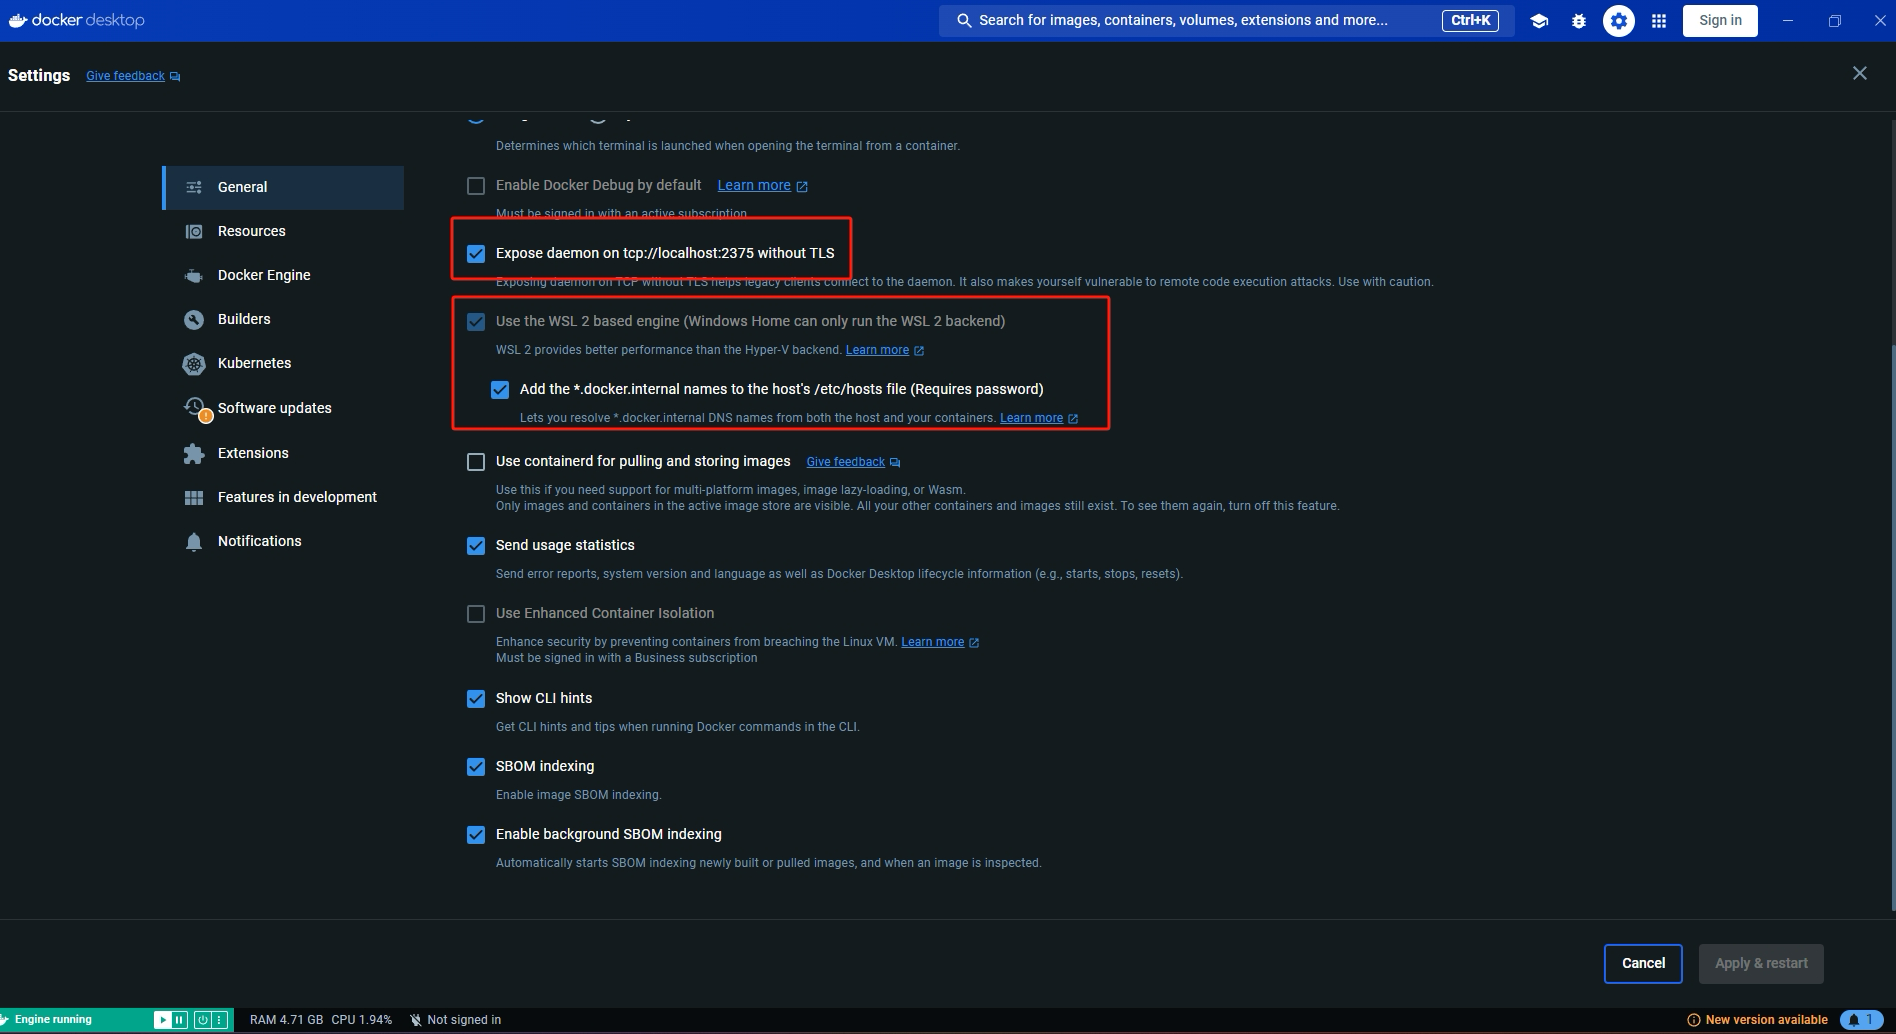 docker desktop
Search for images, containers, volumes, extensions and more...
Ctrl+K
Sign in
Settings
Give feedback
General
Resources
Docker Engine
Builders
Kubernetes
Software updates
Extensions
Features in development
Notifications
Determines which terminal is launched when opening the terminal from a container.
Enable Docker Debug by default Learn more
Must be signed in with an active subscription
Expose daemon on tcp://localhost:2375 without TLS
Exposing daemon on TCP without TLS helps legacy clients connect to the daemon. It also makes yourself vulnerable to remote code execution attacks. Use with caution.
Use the WSL 2 based engine (Windows Home can only run the WSL 2 backend)
WSL 2 provides better performance than the Hyper-V backend. Learn more
Add the *.docker.internal names to the host's /etc/hosts file (Requires password)
Lets you resolve *.docker.internal DNS names from both the host and your containers. Learn more
Use containerd for pulling and storing images Give feedback
Use this if you need support for multi-platform images, image lazy-loading, or Wasm.
Only images and containers in the active image store are visible. All your other containers and images still exist. To see them again, turn off this feature.
Send usage statistics
Send error reports, system version and language as well as Docker Desktop lifecycle information (e.g., starts, stops, resets).
Use Enhanced Container Isolation
Enhance security by preventing containers from breaching the Linux VM. Learn more
Must be signed in with a Business subscription
Show CLI hints
Get CLI hints and tips when running Docker commands in the CLI.
SBOM indexing
Enable image SBOM indexing.
Enable background SBOM indexing
Automatically starts SBOM indexing newly built or pulled images, and when an image is inspected.
Cancel
Apply & restart
Engine running
RAM 4.71 GB CPU 1.94% Not signed in
New version available
1